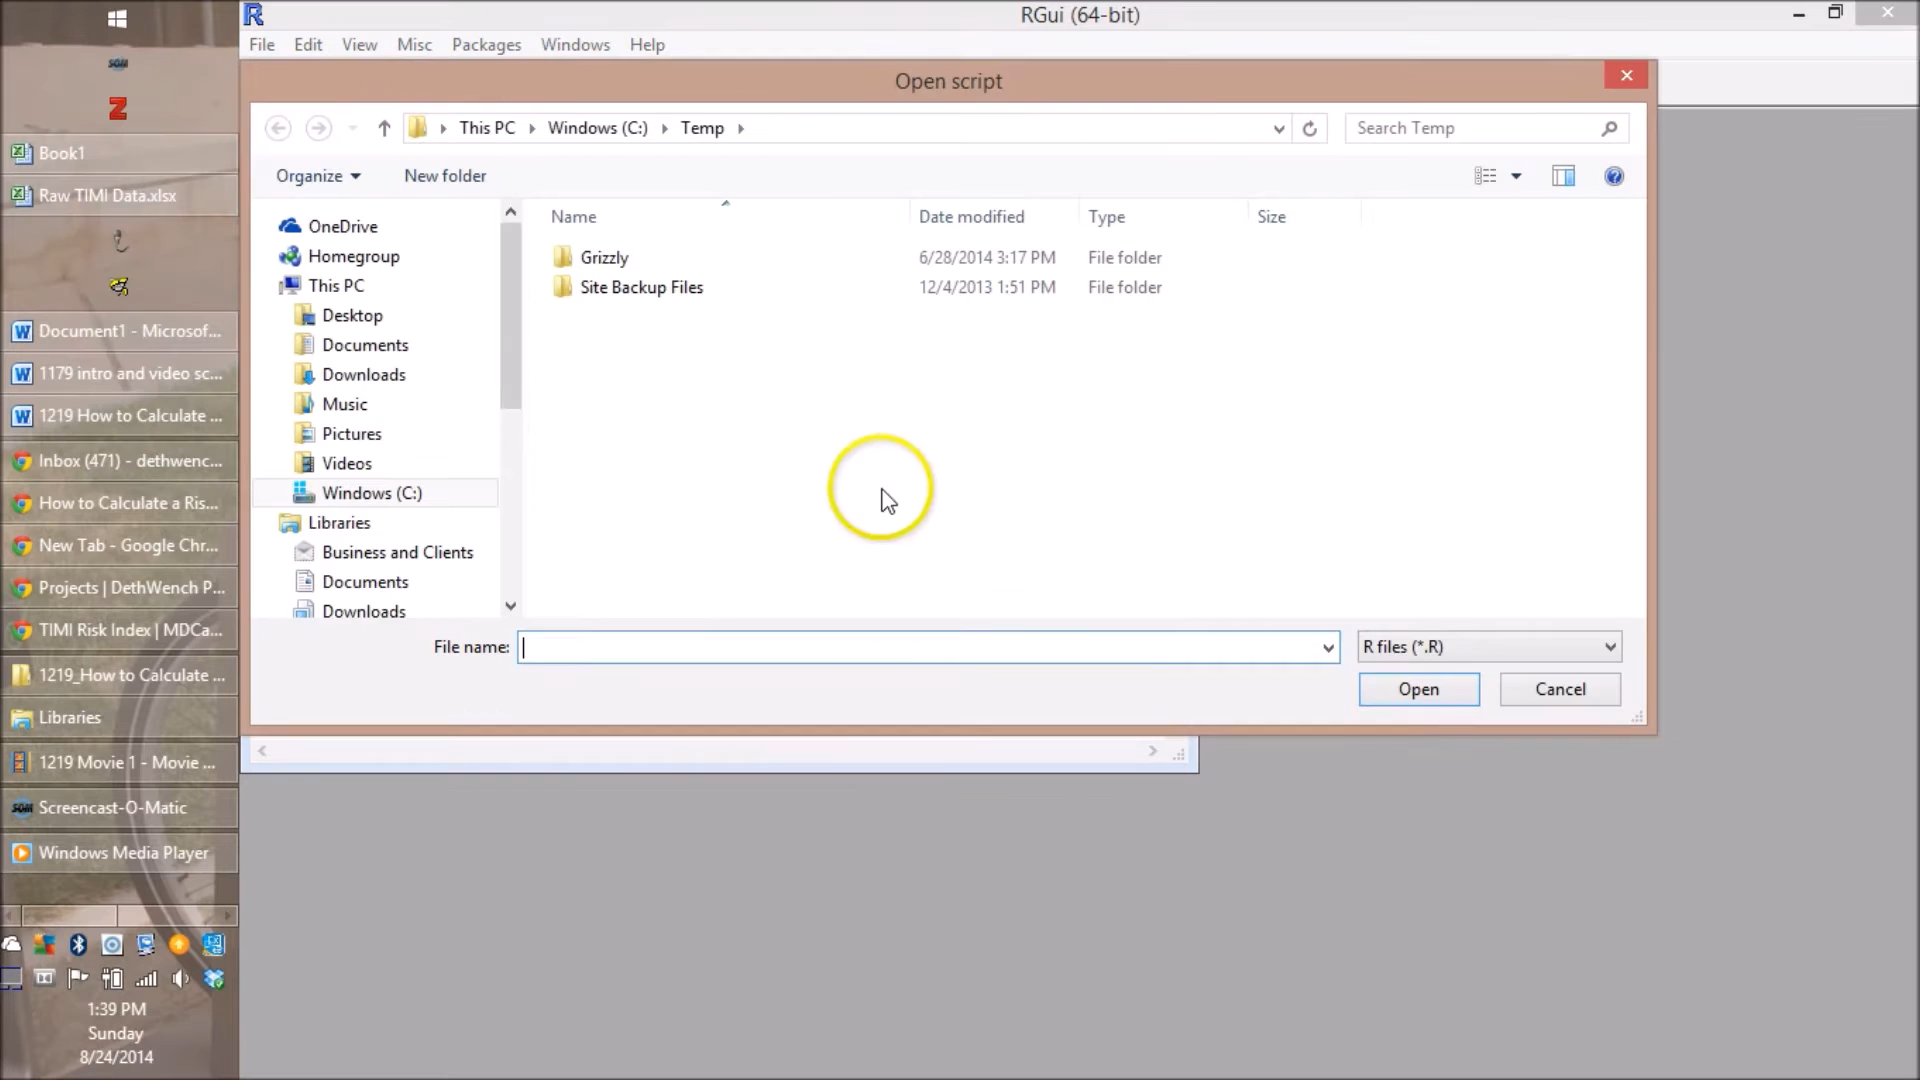 RGui (64-bit)
File Edit View Misc Packages Windows Help
Open script
This PC Windows (C:) Temp
Search Temp
Organize New folder
Name Date modified Type Size
Grizzly 6/28/2014 3:17 PM File folder
Site Backup Files 12/4/2013 1:51 PM File folder
OneDrive
Homegroup
This PC
Desktop
Documents
Downloads
Music
Pictures
Videos
Windows (C:)
Libraries
Business and Clients
Documents
Downloads
File name:
R files (*.R)
Open Cancel
SOM
Z
Book1
Raw TIMI Data.xlsx
Document1 - Microsof...
1179 intro and video sc...
1219 How to Calculate ...
Inbox (471) - dethwenc...
How to Calculate a Ris...
New Tab - Google Chr...
Projects | DethWench P...
TIMI Risk Index | MDCa...
1219_How to Calculate ...
Libraries
1219 Movie 1 - Movie ...
Screencast-O-Matic
Windows Media Player
1:39 PM
Sunday
8/24/2014